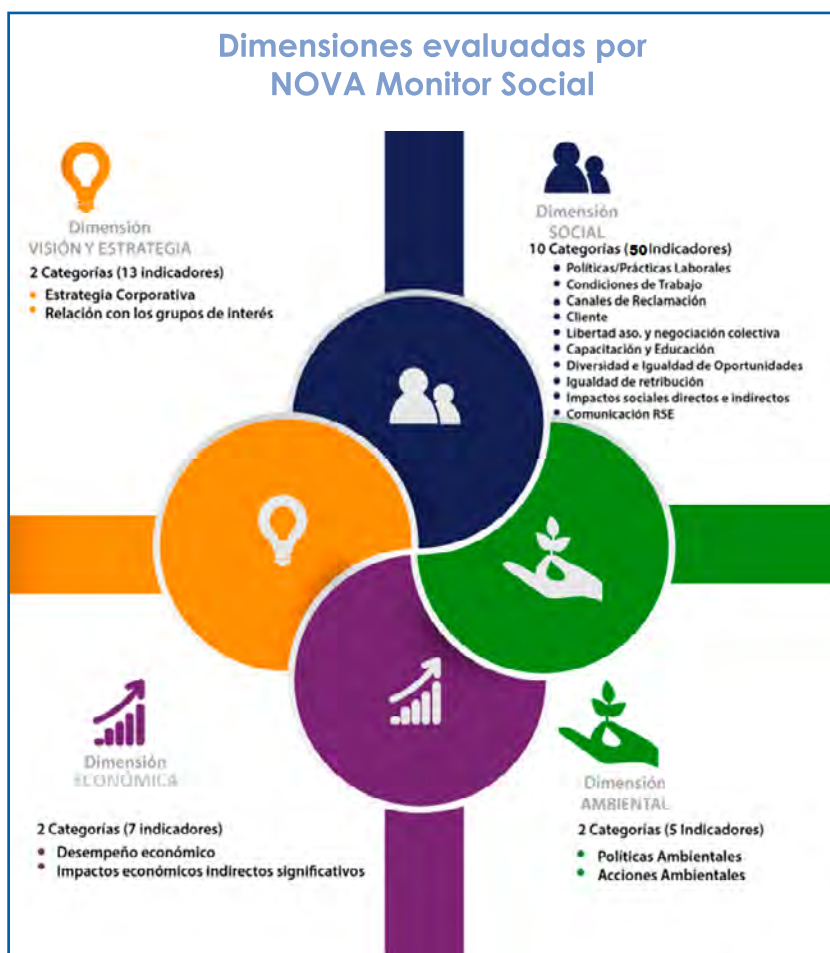 Dimensiones evaluadas por
NOVA Monitor Social
Dimensión
VISIÓN Y ESTRATEGIA
2 Categorías (13 indicadores)
• Estrategia Corporativa
• Relación con los grupos de interés
Dimensión
SOCIAL
10 Categorías (50 Indicadores)
• Políticas/Prácticas Laborales
• Condiciones de Trabajo
• Canales de Reclamación
• Cliente
• Libertad aso. y negociación colectiva
• Capacitación y Educación
• Diversidad e Igualdad de Oportunidades
• Igualdad de retribución
• Impactos sociales directos e indirectos
• Comunicación RSE
Dimensión
ECONÓMICA
2 Categorías (7 indicadores)
• Desempeño económico
• Impactos económicos indirectos significativos
Dimensión
AMBIENTAL
2 Categorías (5 Indicadores)
• Políticas Ambientales
• Acciones Ambientales